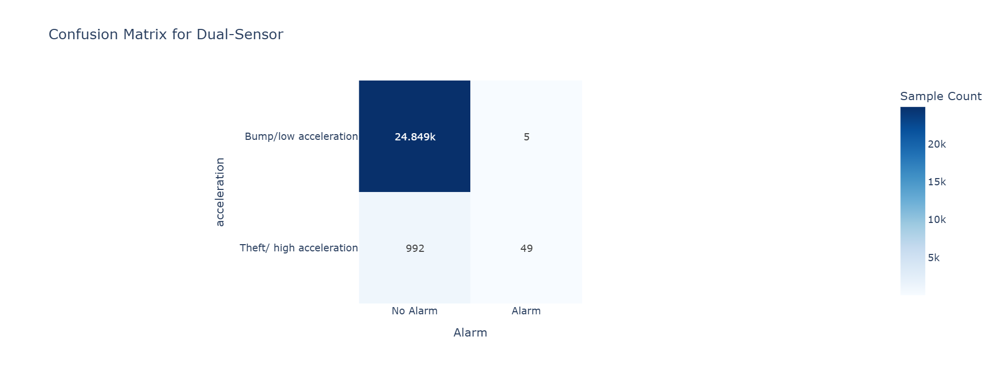 Confusion Matrix for Dual-Sensor
Sample Count
Bump/low acceleration
24.849k
5
20k
15k
acceleration
10k
Theft/ high acceleration
992
49
5k
No Alarm
Alarm
Alarm